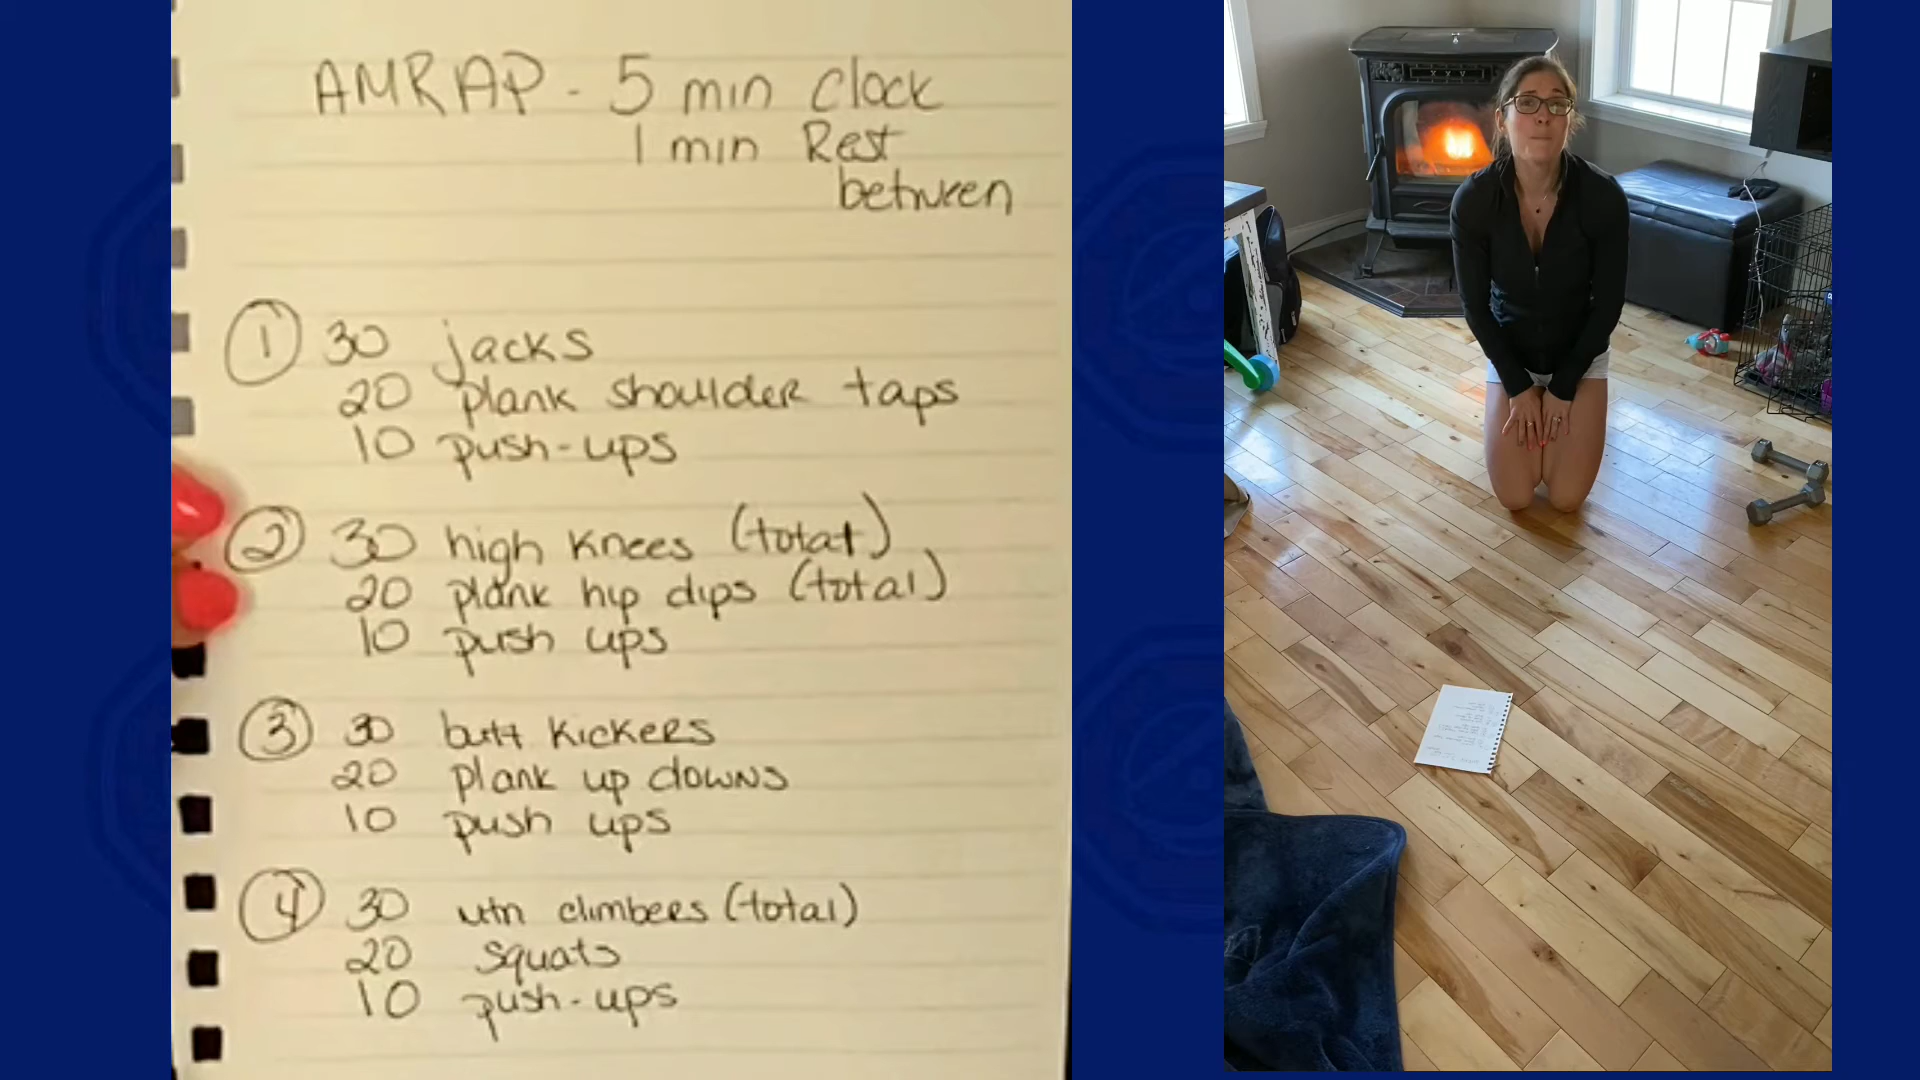 AMRAP - 5 min Clock
1 min Rest
between
1 30 jacks
20 plank shoulder taps
10 push-ups
2 30 high knees (total)
20 plank hip dips (total)
10 push ups
3 30 butt kickers
20 plank up downs
10 push ups
4 30 mtn climbers (total)
20 squats
10 push-ups